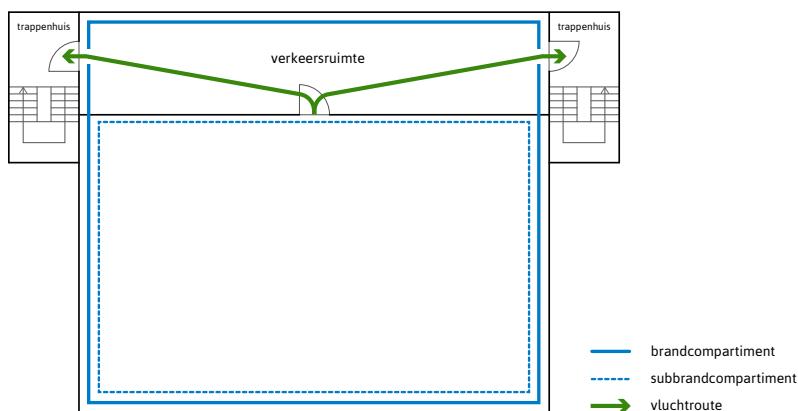 trappenhuis
trappenhuis
verkeersruimte
brandcompartiment
subbrandcompartiment
vluchtroute